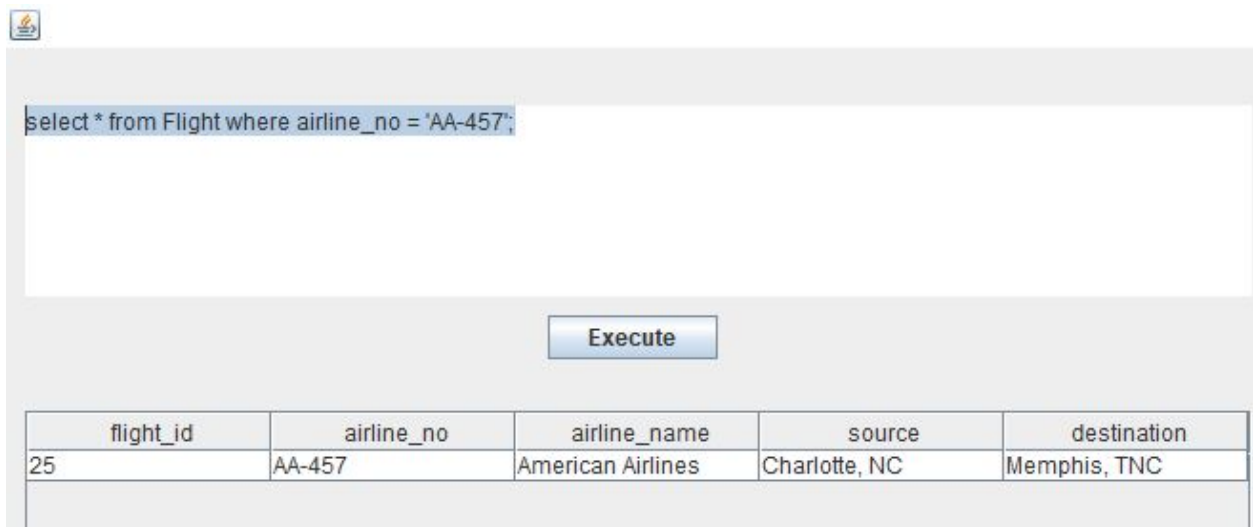 select * from Flight where airline_no = 'AA-457';
Execute
flight_id airline_no airline_name source destination
25 AA-457 American Airlines Charlotte, NC Memphis, TNC